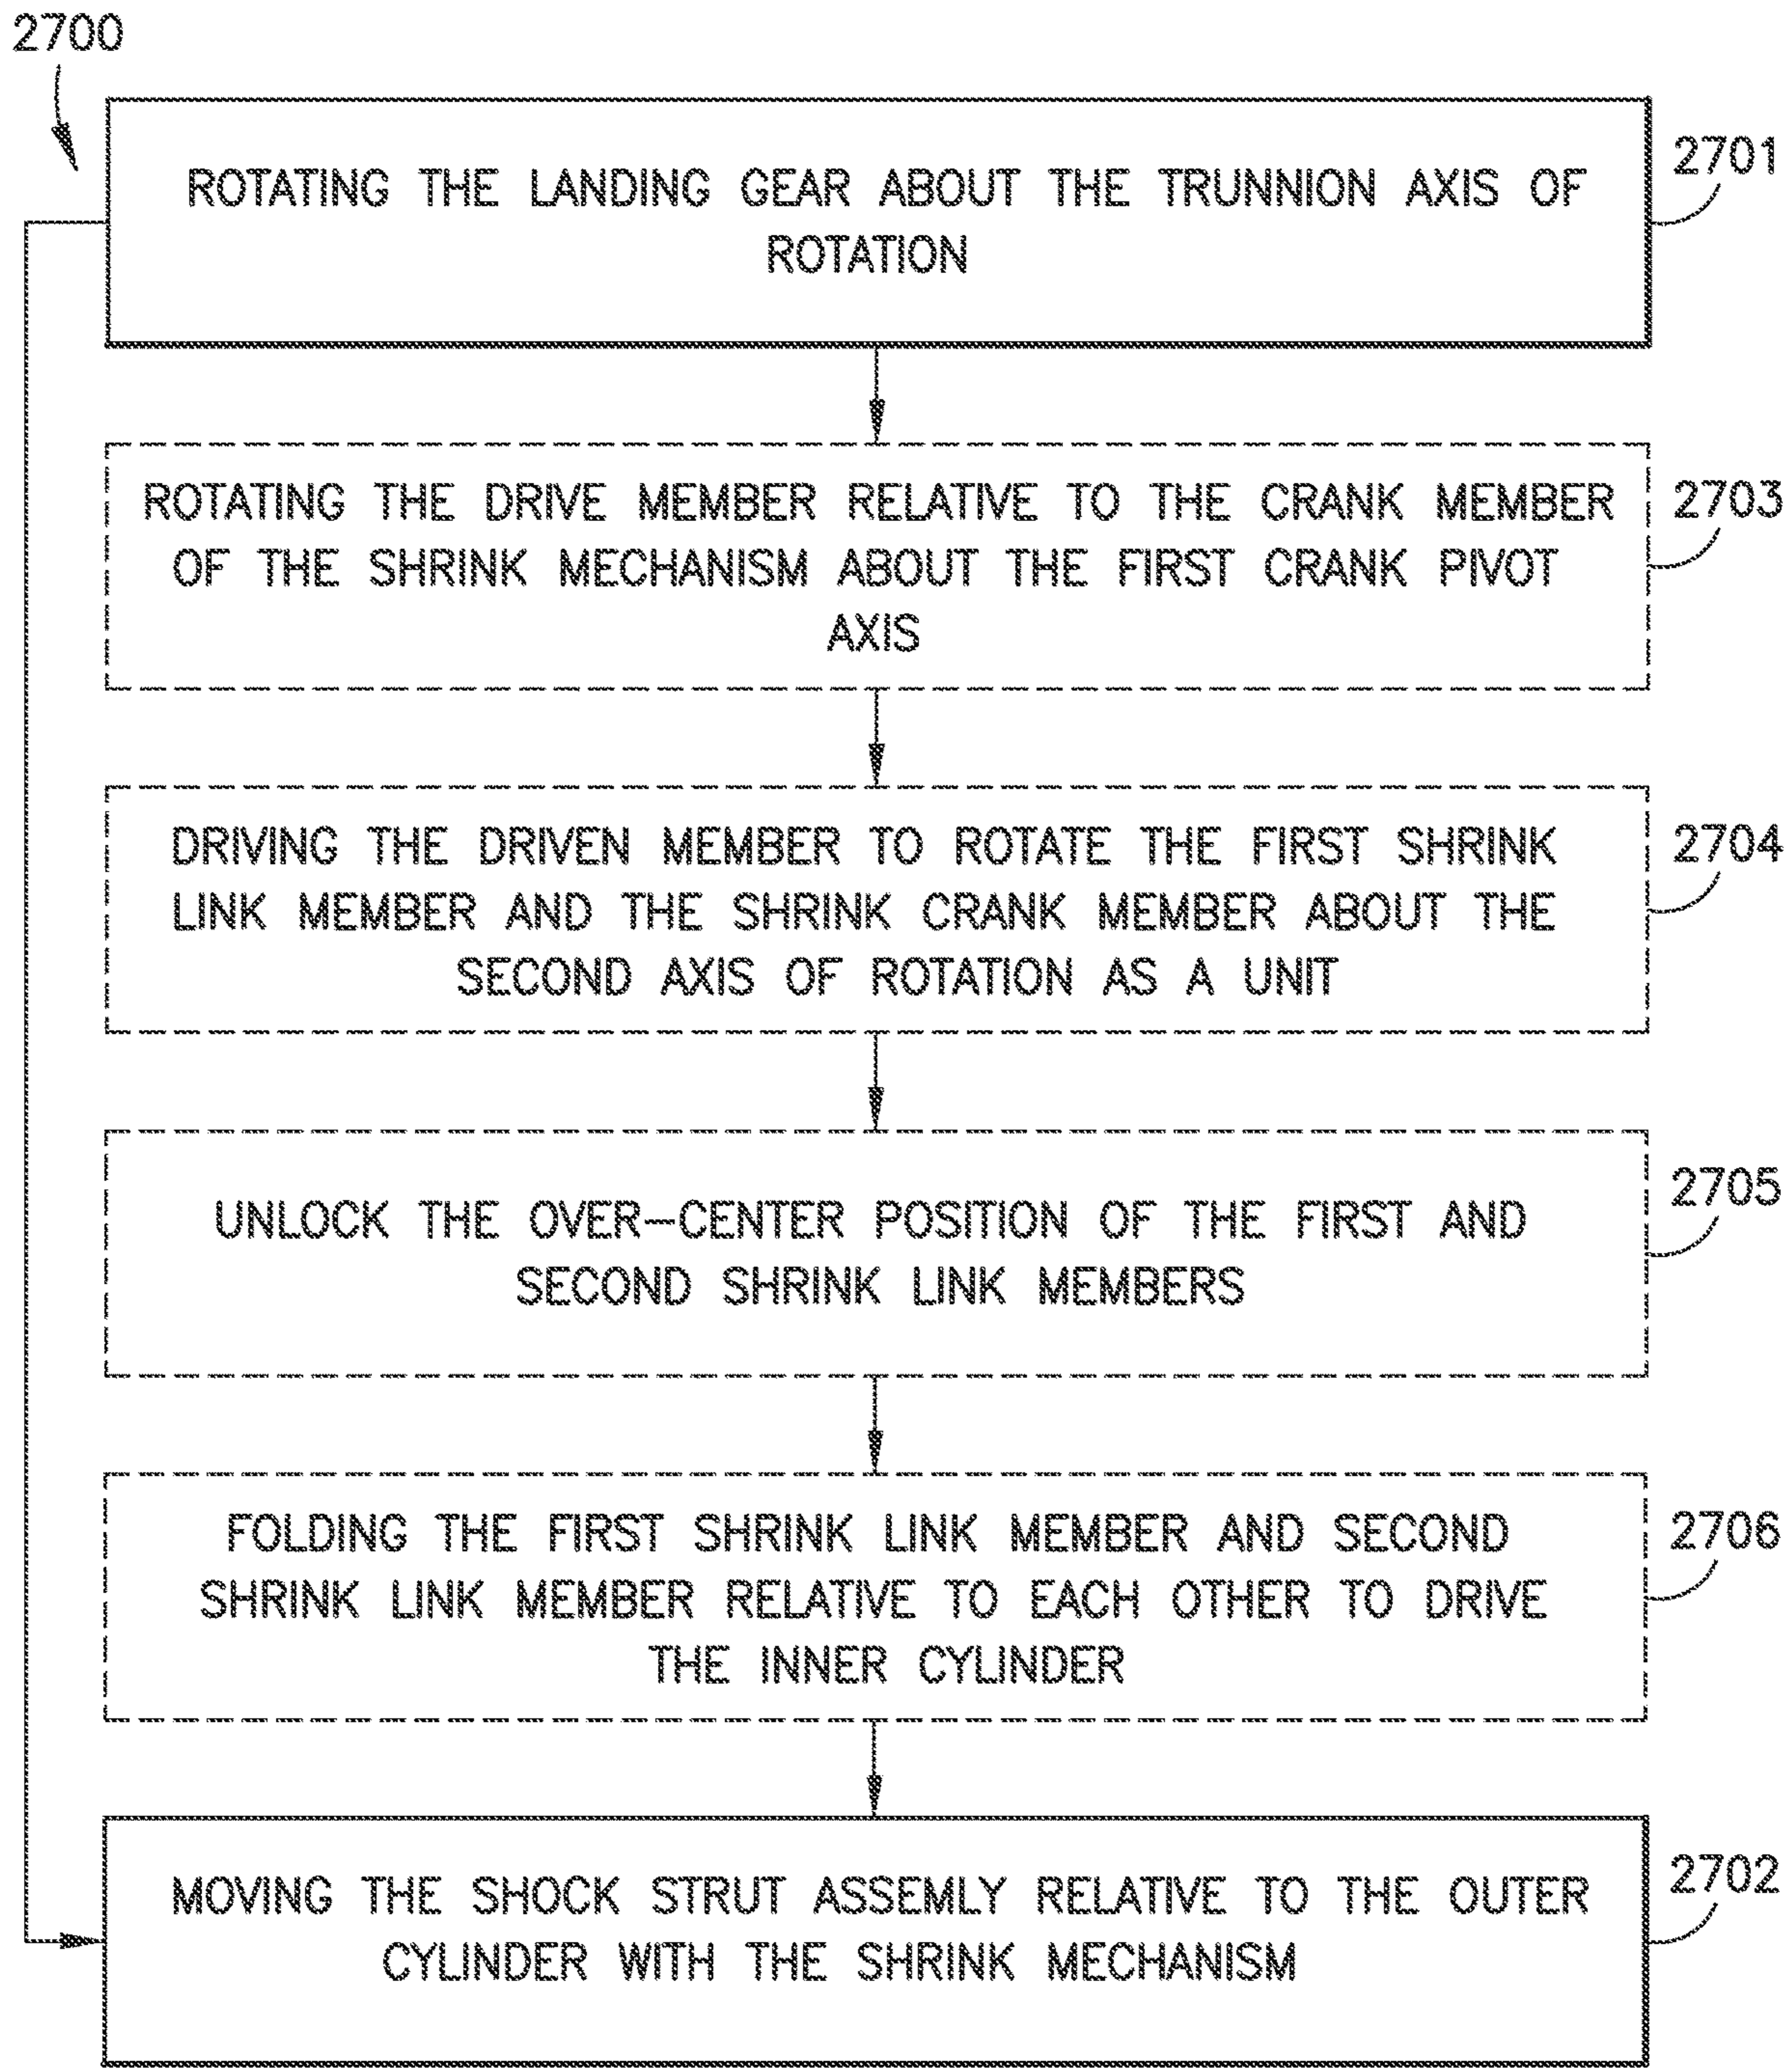 2700
2701
ROTATING THE LANDING GEAR ABOUT THE TRUNNION AXIS OF
ROTATION
2703
ROTATING THE DRIVE MEMBER RELATIVE TO THE CRANK MEMBER
OF THE SHRINK MECHANISM ABOUT THE FIRST CRANK PIVOT
AXIS
2704
DRIVING THE DRIVEN MEMBER TO ROTATE THE FIRST SHRINK
LINK MEMBER AND THE SHRINK CRANK MEMBER ABOUT THE
SECOND AXIS OF ROTATION AS A UNIT
2705
UNLOCK THE OVER-CENTER POSITION OF THE FIRST AND
SECOND SHRINK LINK MEMBERS
2706
FOLDING THE FIRST SHRINK LINK MEMBER AND SECOND
SHRINK LINK MEMBER RELATIVE TO EACH OTHER TO DRIVE
THE INNER CYLINDER
2702
MOVING THE SHOCK STRUT ASSEMLY RELATIVE TO THE OUTER
CYLINDER WITH THE SHRINK MECHANISM